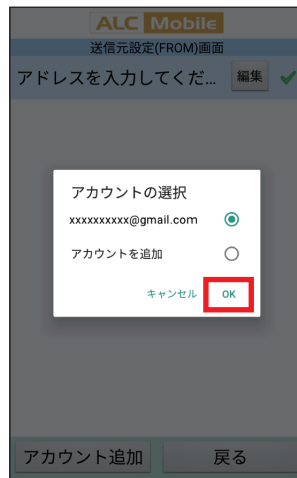 ALC Mobile
送信元設定(FROM)画面
アドレスを入力してくだ... 編集
アカウントの選択
xxxxxxxxxx@gmail.com
アカウントを追加
キャンセル OK
アカウント追加 戻る